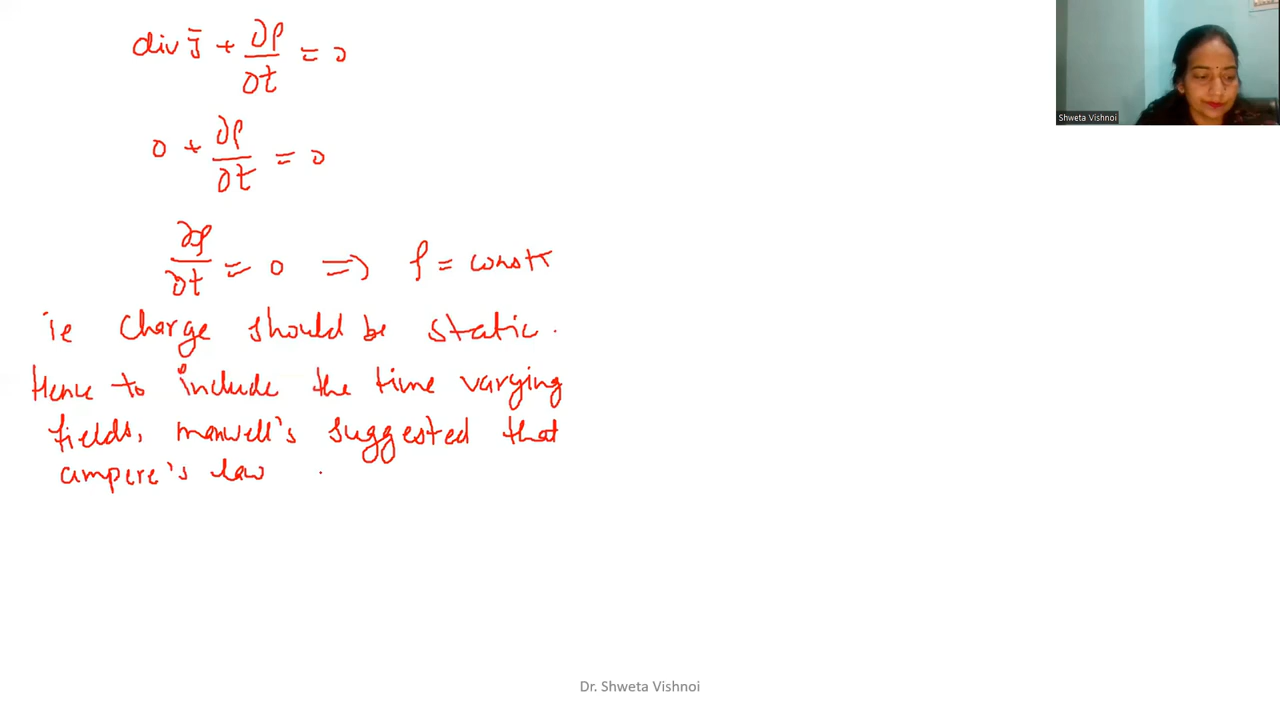 div J̄ + ∂ρ/∂t = 0
0 + ∂ρ/∂t = 0
∂ρ/∂t = 0 ⇒ ρ = constt
ie charge should be static.
Hence to include the time varying
fields, maxwell's suggested that
ampere's law
Shweta Vishnoi
Dr. Shweta Vishnoi